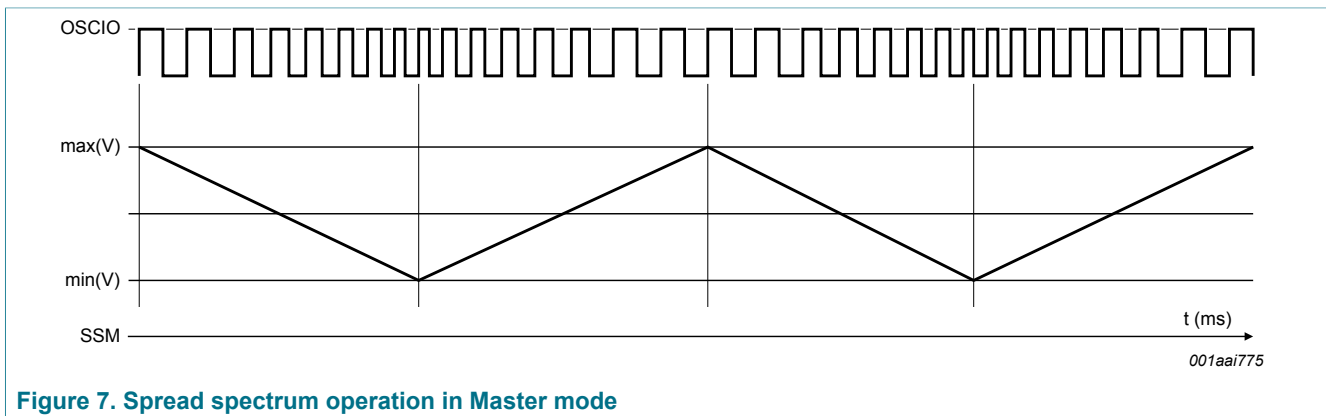 OSCIO
max(V)
min(V)
t (ms)
SSM
001aai775
Figure 7. Spread spectrum operation in Master mode